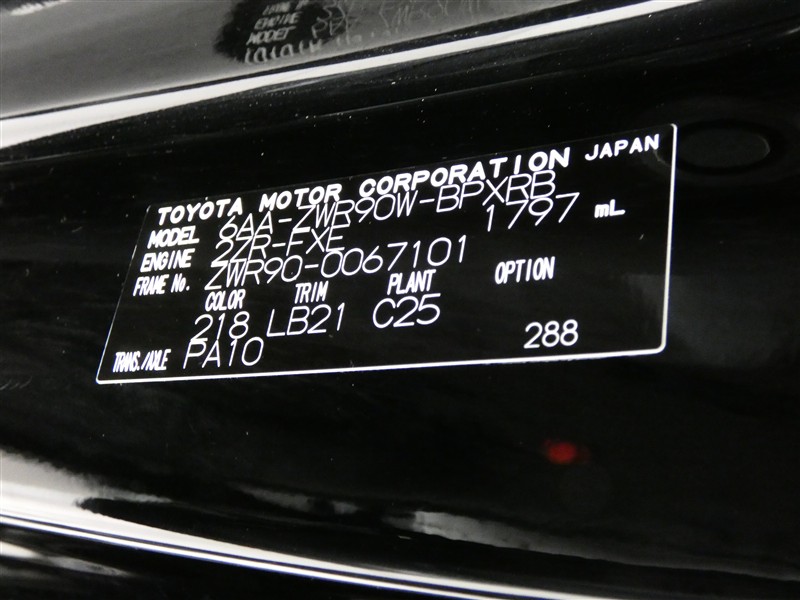 TOYOTA MOTOR CORPORATION JAPAN
MODEL 6AA-ZWR90W-BPXRB
ENGINE 2ZR-FXE 1797 mL
FRAME No. ZWR90-0067101
COLOR TRIM PLANT OPTION
218 LB21 C25
TRANS./AXLE PA10 288